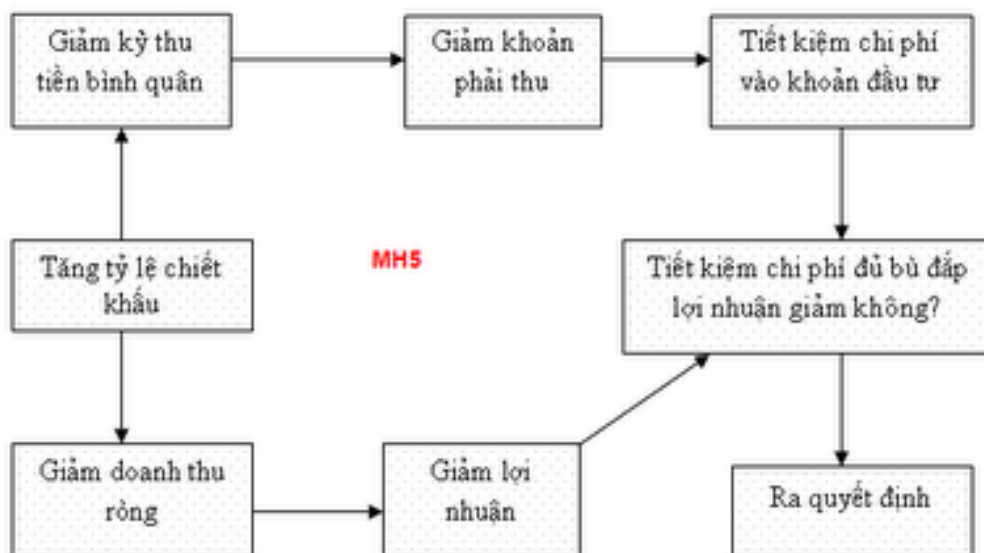 Giảm kỳ thu
tiền bình quân
Giảm khoản
phải thu
Tiết kiệm chi phí
vào khoản đầu tư
Tăng tỷ lệ chiết
khấu
MH5
Tiết kiệm chi phí đủ bù đắp
lợi nhuận giảm không?
Giảm doanh thu
ròng
Giảm lợi
nhuận
Ra quyết định